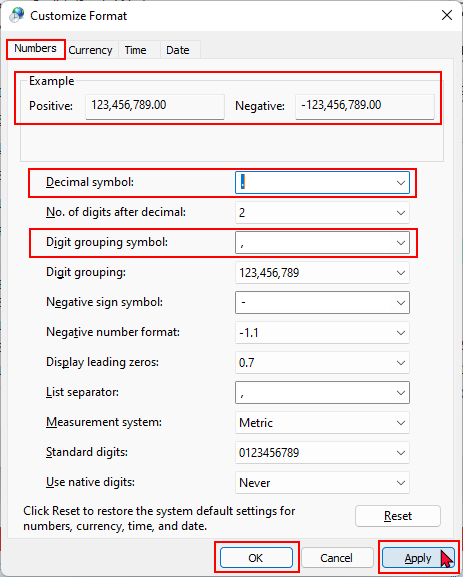 Customize Format
Numbers Currency Time Date
Example
Positive: 123,456,789.00 Negative: -123,456,789.00
Decimal symbol: .
No. of digits after decimal: 2
Digit grouping symbol: ,
Digit grouping: 123,456,789
Negative sign symbol: -
Negative number format: -1.1
Display leading zeros: 0.7
List separator: ,
Measurement system: Metric
Standard digits: 0123456789
Use native digits: Never
Click Reset to restore the system default settings for
numbers, currency, time, and date.
Reset
OK Cancel Apply